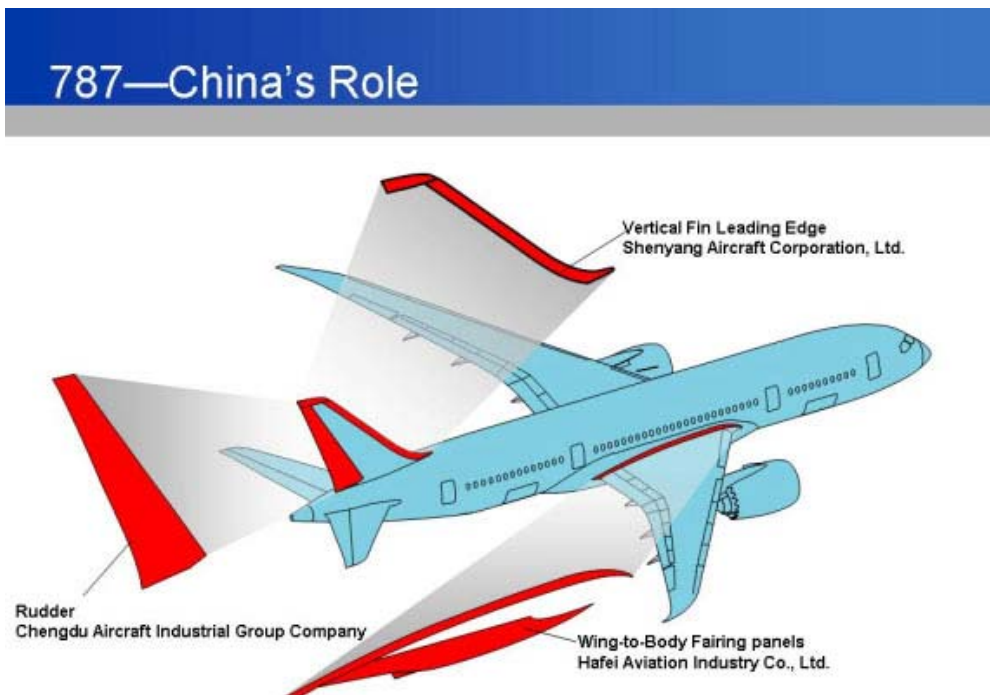 787—China's Role
Vertical Fin Leading Edge
Shenyang Aircraft Corporation, Ltd.
Rudder
Chengdu Aircraft Industrial Group Company
Wing-to-Body Fairing panels
Hafei Aviation Industry Co., Ltd.